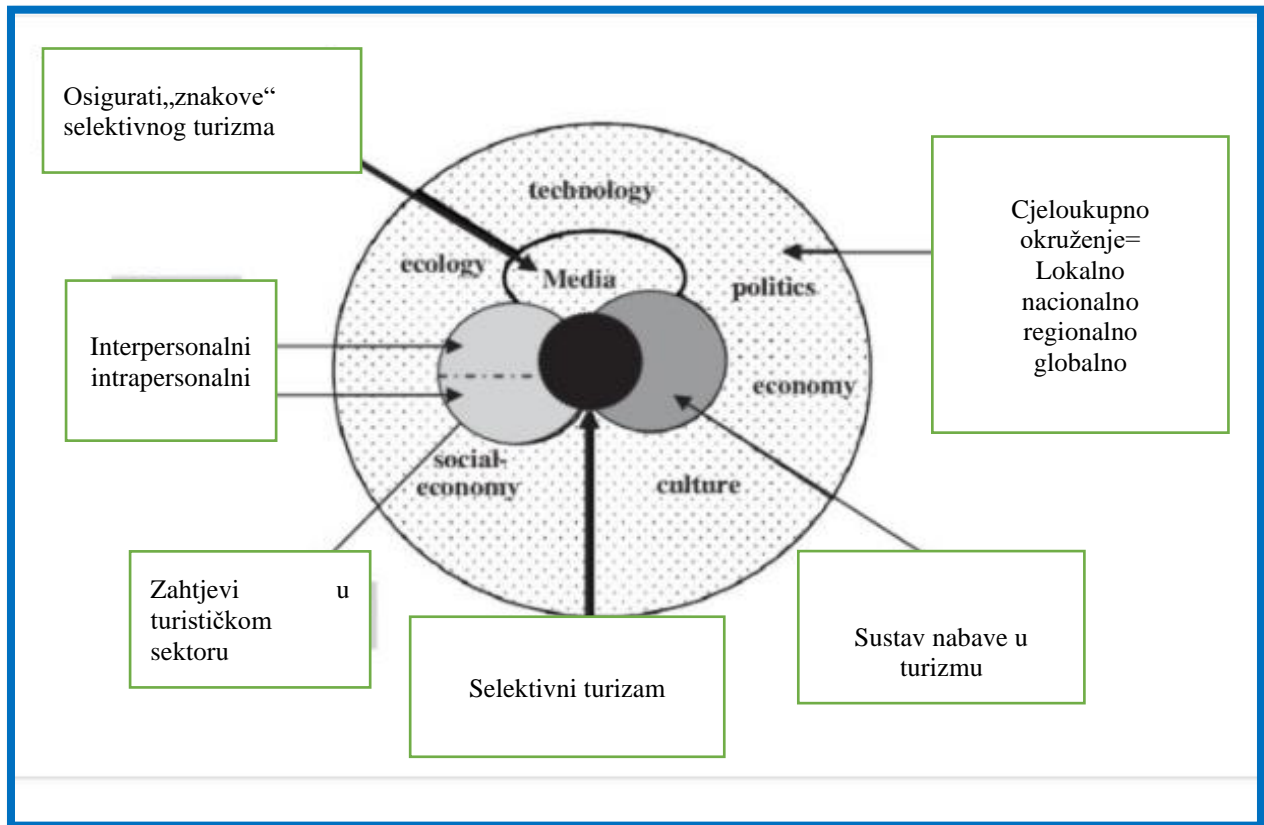 Osigurati„znakove“
selektivnog turizma
technology
ecology
Media
politics
Cjeloukupno
okruženje=
Lokalno
nacionalno
regionalno
globalno
Interpersonalni
intrapersonalni
economy
social-
economy
culture
Zahtjevi u
turističkom
sektoru
Selektivni turizam
Sustav nabave u
turizmu